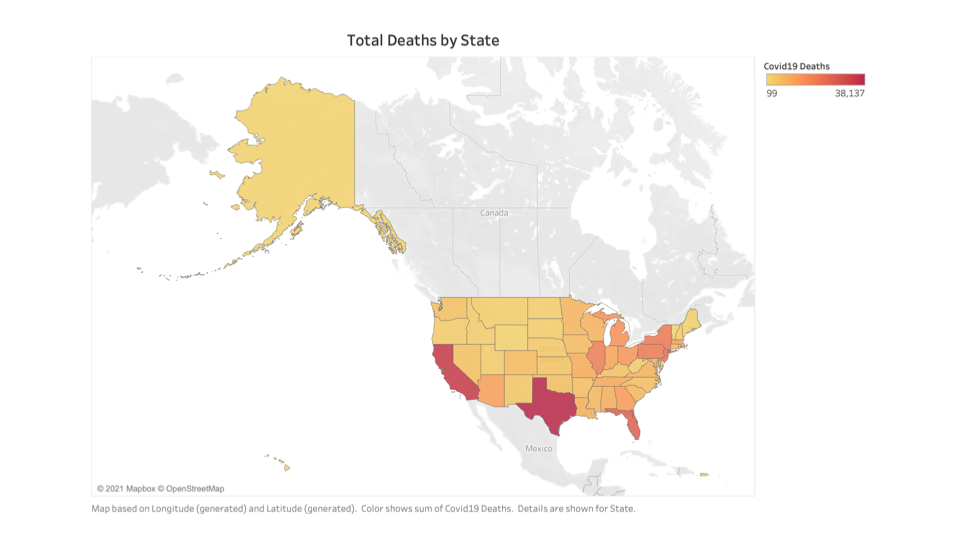 Total Deaths by State
Covid19 Deaths
99 38,137
Canada
Mexico
© 2021 Mapbox © OpenStreetMap
Map based on Longitude (generated) and Latitude (generated).  Color shows sum of Covid19 Deaths.  Details are shown for State.